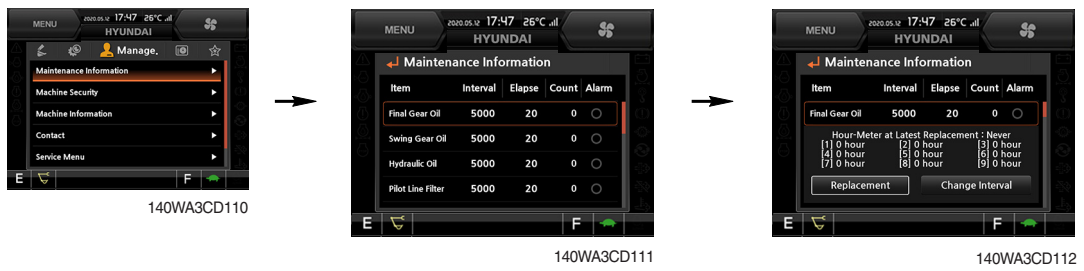 MENU
2020.05.12 17:47 26°C
HYUNDAI
Manage.
Maintenance Information
Machine Security
Machine Information
Contact
Service Menu
E
F
140WA3CD110
MENU
2020.05.12 17:47 26°C
HYUNDAI
Maintenance Information
Item Interval Elapse Count Alarm
Final Gear Oil 5000 20 0
Swing Gear Oil 5000 20 0
Hydraulic Oil 5000 20 0
Pilot Line Filter 5000 20 0
E
F
140WA3CD111
MENU
2020.05.12 17:47 26°C
HYUNDAI
Maintenance Information
Item Interval Elapse Count Alarm
Final Gear Oil 5000 20 0
Hour-Meter at Latest Replacement : Never
[1] 0 hour [2] 0 hour [3] 0 hour
[4] 0 hour [5] 0 hour [6] 0 hour
[7] 0 hour [8] 0 hour [9] 0 hour
Replacement Change Interval
E
F
140WA3CD112